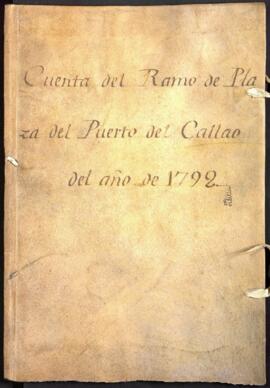 Cuenta del Ramo de Pla
za del Puerto del Callao
del año de 1792